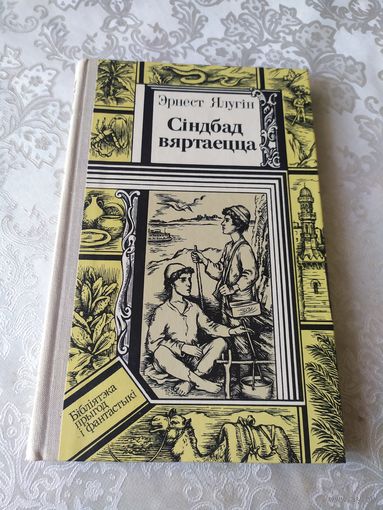 Эрнест Ялугін
Сіндбад
вяртаецца
Бібліятэка
прыгод
і фантастыкі